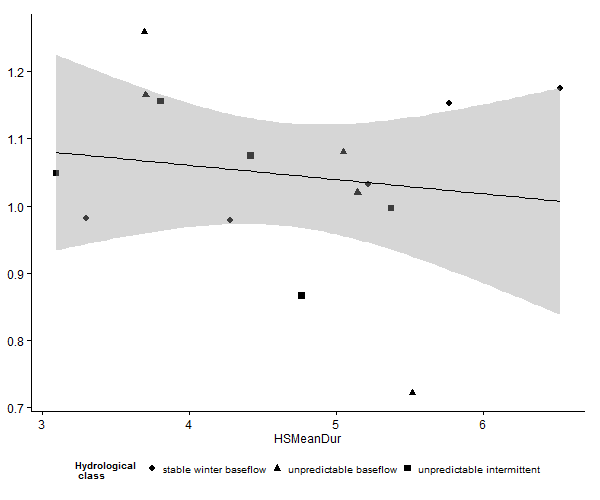 1.2
1.1
1.0
0.9
0.8
0.7
3 4 5 6
HSMeanDur
Hydrological
class
stable winter baseflow unpredictable baseflow unpredictable intermittent